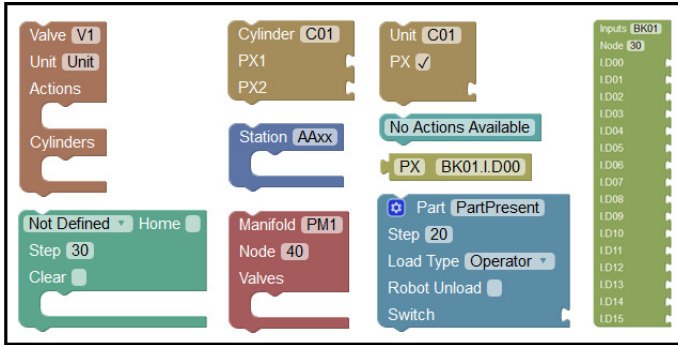 Valve V1
Unit Unit
Actions
Cylinders
Cylinder C01
PX1
PX2
Unit C01
PX ✓
Station AAxx
No Actions Available
PX BK01.I.D00
Not Defined Home
Step 30
Clear
Manifold PM1
Node 40
Valves
Part PartPresent
Step 20
Load Type Operator
Robot Unload
Switch
Inputs BK01
Node 30
I.D00
I.D01
I.D02
I.D03
I.D04
I.D05
I.D06
I.D07
I.D08
I.D09
I.D10
I.D11
I.D12
I.D13
I.D14
I.D15